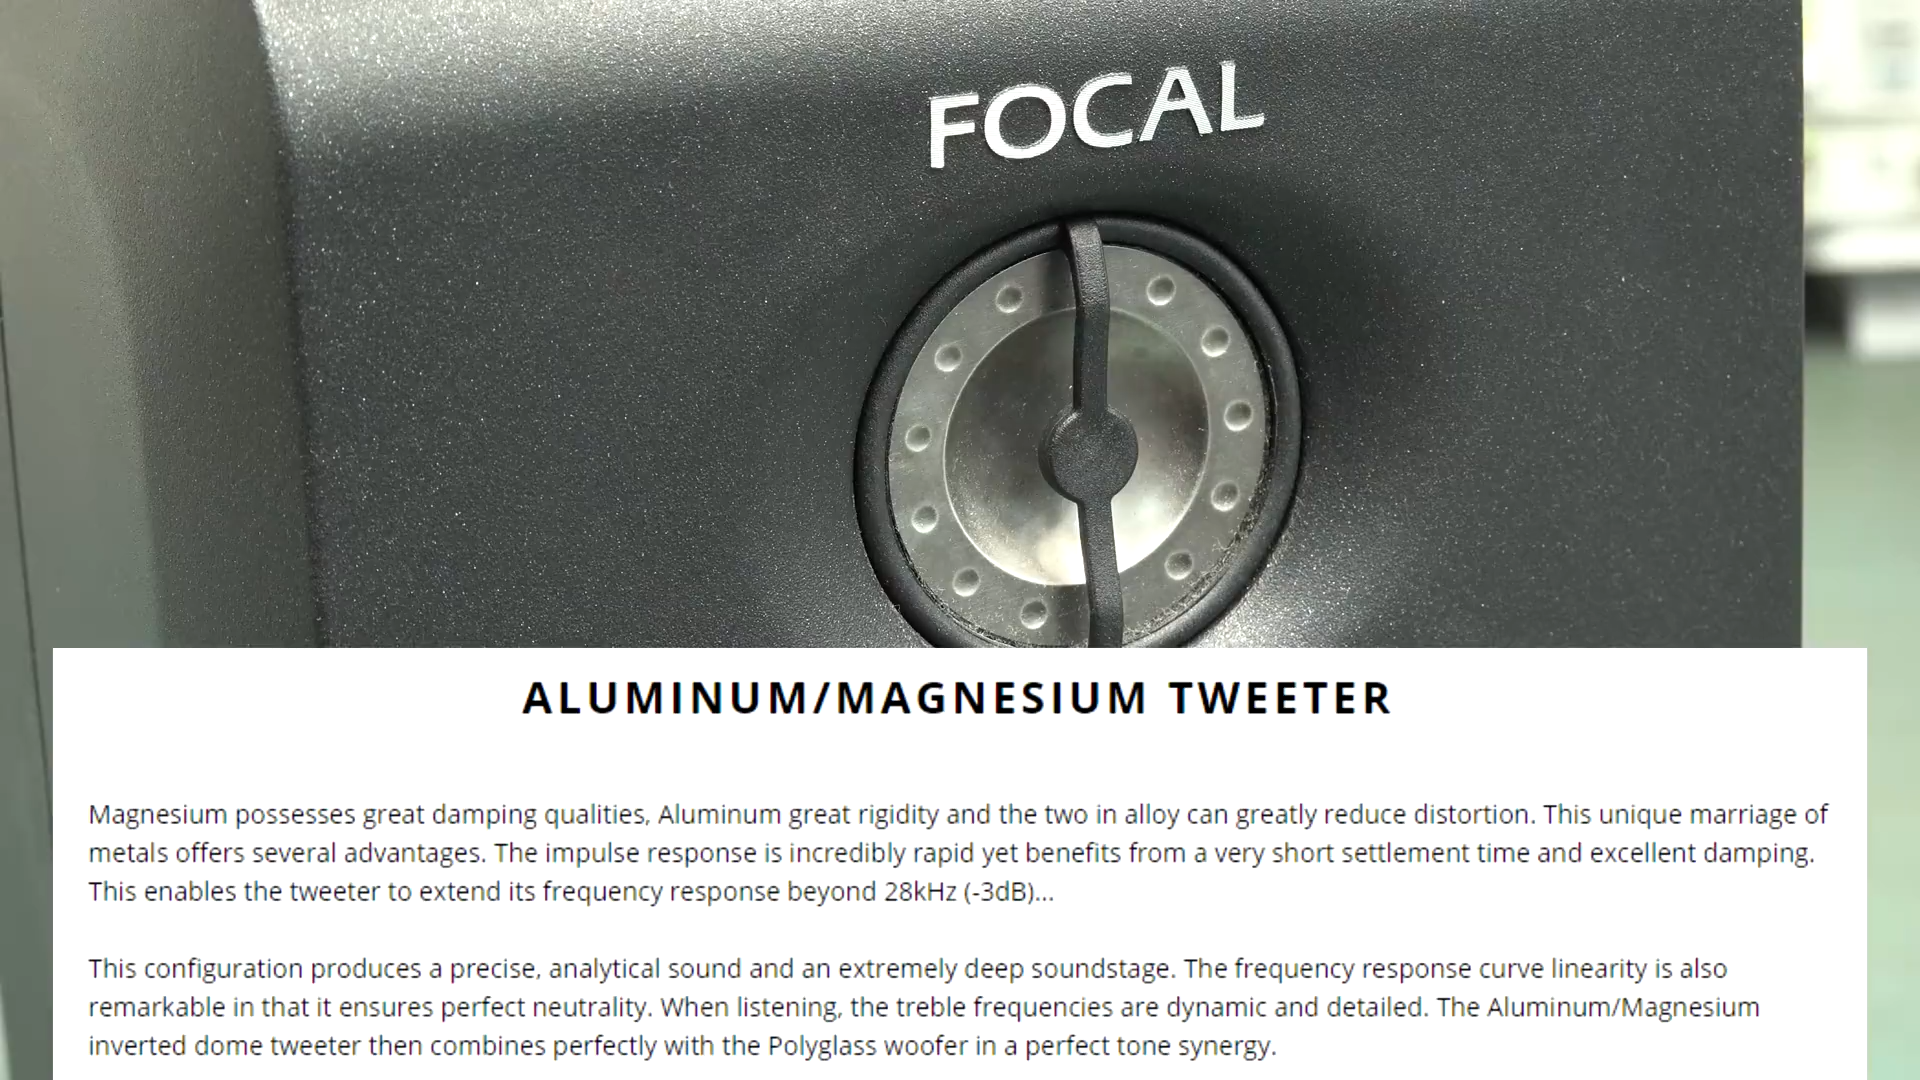 FOCAL
ALUMINUM/MAGNESIUM TWEETER
Magnesium possesses great damping qualities, Aluminum great rigidity and the two in alloy can greatly reduce distortion. This unique marriage of
metals offers several advantages. The impulse response is incredibly rapid yet benefits from a very short settlement time and excellent damping.
This enables the tweeter to extend its frequency response beyond 28kHz (-3dB)...
This configuration produces a precise, analytical sound and an extremely deep soundstage. The frequency response curve linearity is also
remarkable in that it ensures perfect neutrality. When listening, the treble frequencies are dynamic and detailed. The Aluminum/Magnesium
inverted dome tweeter then combines perfectly with the Polyglass woofer in a perfect tone synergy.